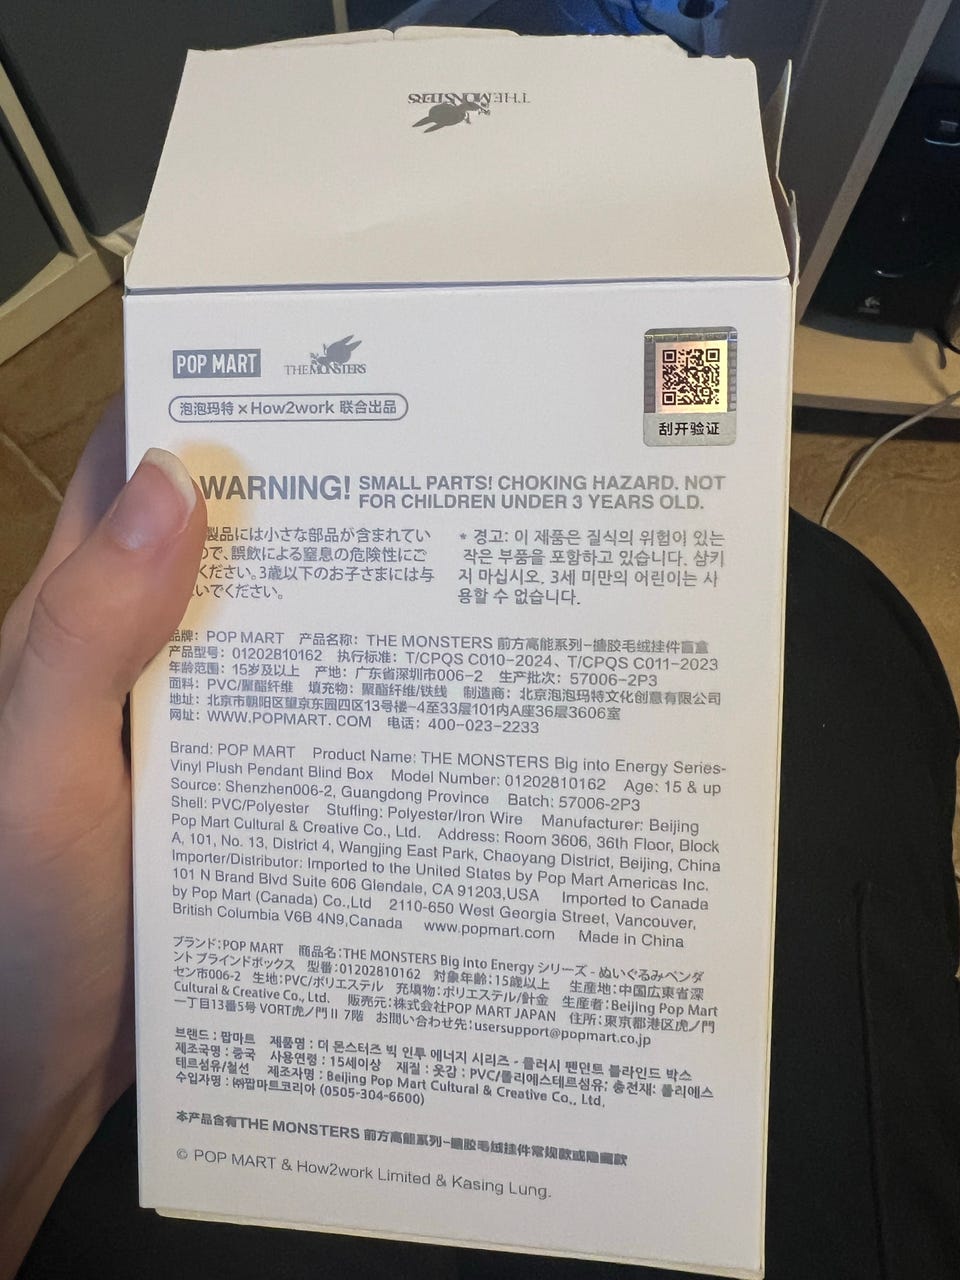 THE MONSTERS
POP MART
THE MONSTERS
泡泡玛特 × How2work 联合出品
刮开验证
WARNING! SMALL PARTS! CHOKING HAZARD. NOT
FOR CHILDREN UNDER 3 YEARS OLD.
製品には小さな部品が含まれてい
ので、誤飲による窒息の危険性にご
ください。3歳以下のお子さまには与
いでください。
* 경고: 이 제품은 질식의 위험이 있는
작은 부품을 포함하고 있습니다. 삼키
지 마십시오. 3세 미만의 어린이는 사
용할 수 없습니다.
品牌: POP MART 产品名称: THE MONSTERS 前方高能系列-搪胶毛绒挂件盲盒
产品型号: 01202810162 执行标准: T/CPQS C010-2024、T/CPQS C011-2023
年龄范围: 15岁及以上 产地: 广东省深圳市006-2 生产批次: 57006-2P3
面料: PVC/聚酯纤维 填充物: 聚酯纤维/铁线 制造商: 北京泡泡玛特文化创意有限公司
地址: 北京市朝阳区望京东园四区13号楼-4至33层101内A座36层3606室
网址: WWW.POPMART.COM 电话: 400-023-2233
Brand: POP MART Product Name: THE MONSTERS Big into Energy Series-
Vinyl Plush Pendant Blind Box Model Number: 01202810162 Age: 15 & up
Source: Shenzhen006-2, Guangdong Province Batch: 57006-2P3
Shell: PVC/Polyester Stuffing: Polyester/Iron Wire Manufacturer: Beijing
Pop Mart Cultural & Creative Co., Ltd. Address: Room 3606, 36th Floor, Block
A, 101, No. 13, District 4, Wangjing East Park, Chaoyang District, Beijing, China
Importer/Distributor: Imported to the United States by Pop Mart Americas Inc.
101 N Brand Blvd Suite 606 Glendale, CA 91203,USA Imported to Canada
by Pop Mart (Canada) Co.,Ltd 2110-650 West Georgia Street, Vancouver,
British Columbia V6B 4N9,Canada www.popmart.com Made in China
ブランド:POP MART 商品名:THE MONSTERS Big Into Energy シリーズ - ぬいぐるみペンダ
ント ブラインドボックス 型番:01202810162 対象年齢:15歳以上 生産地:中国広東省深
セン市006-2 生地:PVC/ポリエステル 充填物:ポリエステル/針金 生産者:Beijing Pop Mart
Cultural & Creative Co., Ltd. 販売元:株式会社POP MART JAPAN 住所:東京都港区虎ノ門
一丁目13番5号 VORT虎ノ門Ⅱ 7階 お問い合わせ先:usersupport@popmart.co.jp
브랜드 : 팝마트 제품명 : 더 몬스터즈 빅 인투 에너지 시리즈 - 플러시 펜던트 블라인드 박스
제조국명 : 중국 사용연령 : 15세이상 재질 : 옷감 : PVC/폴리에스테르섬유; 충전재: 폴리에스
테르섬유/철선 제조자명 : Beijing Pop Mart Cultural & Creative Co., Ltd.
수입자명 : ㈜팝마트코리아 (0505-304-6600)
本产品含有THE MONSTERS 前方高能系列-搪胶毛绒挂件常规款或隐藏款
© POP MART & How2work Limited & Kasing Lung.